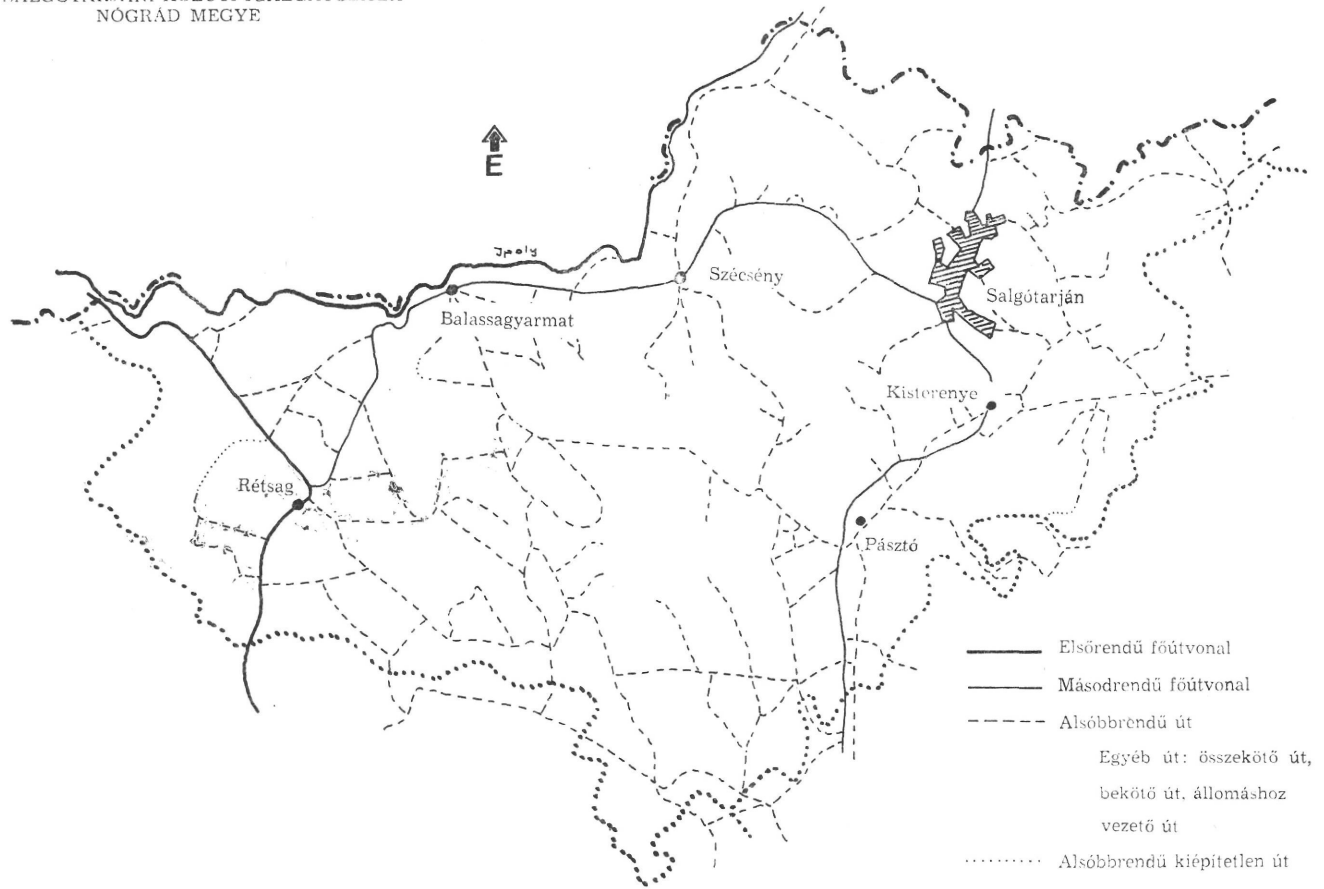 NÓGRÁD MEGYE
E
Ipoly
Szécsény
Balassagyarmat
Salgótarján
Kisterenye
Rétsag
Pásztó
Elsőrendű főútvonal
Másodrendű főútvonal
Alsóbbrendű út
Egyéb út: összekötő út,
bekötő út, állomáshoz
vezető út
Alsóbbrendű kiépítetlen út